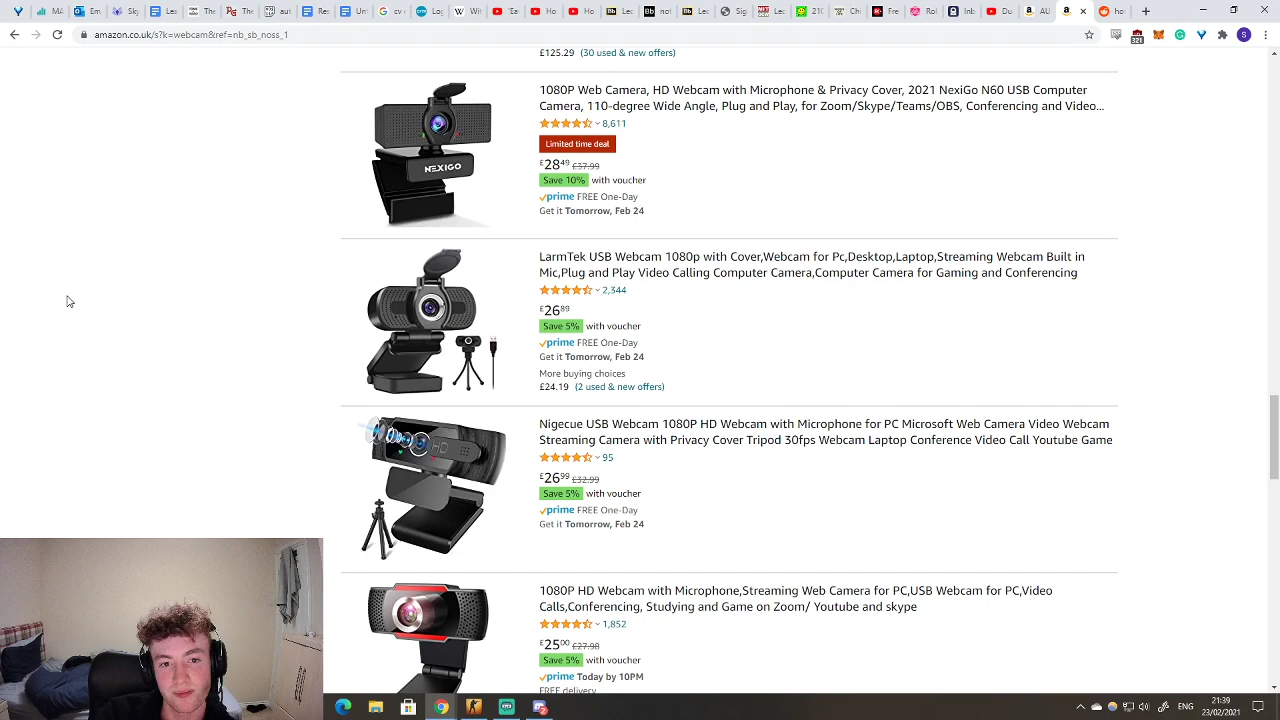 amazon.co.uk/s?k=webcam&ref=nb_sb_noss_1
321
S
£125.29 (30 used & new offers)
1080P Web Camera, HD Webcam with Microphone & Privacy Cover, 2021 NexiGo N60 USB Computer
Camera, 110-degree Wide Angle, Plug and Play, for Zoom/Skype/Teams/OBS, Conferencing and Video...
8,611
Limited time deal
£28.49 £37.99
Save 10% with voucher
prime FREE One-Day
Get it Tomorrow, Feb 24
NEXIGO
LarmTek USB Webcam 1080p with Cover,Webcam for Pc,Desktop,Laptop,Streaming Webcam Built in
Mic,Plug and Play Video Calling Computer Camera,Computer Camera for Gaming and Conferencing
2,344
£26.89
Save 5% with voucher
prime FREE One-Day
Get it Tomorrow, Feb 24
More buying choices
£24.19 (2 used & new offers)
Nigecue USB Webcam 1080P HD Webcam with Microphone for PC Microsoft Web Camera Video Webcam
Streaming Camera with Privacy Cover Tripod 30fps Webcam Laptop Conference Video Call Youtube Game
95
£26.99 £32.99
Save 5% with voucher
prime FREE One-Day
Get it Tomorrow, Feb 24
HD
1080P HD Webcam with Microphone,Streaming Web Camera for PC,USB Webcam for PC,Video
Calls,Conferencing, Studying and Game on Zoom/ Youtube and skype
1,852
£25.00 £27.98
Save 5% with voucher
prime Today by 10PM
FREE delivery
ENG
21:39
23/02/2021